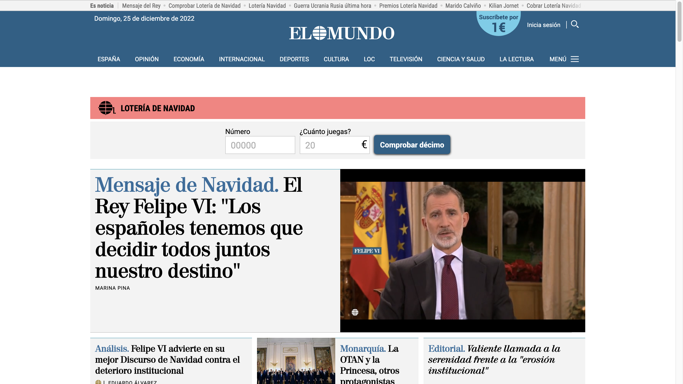 Es noticia Mensaje del Rey Comprobar Lotería de Navidad Lotería Navidad Guerra Ucrania Rusia última hora Premios Lotería Navidad Marido Calviño Kilian Jornet Cobrar Lotería Navidad
Domingo, 25 de diciembre de 2022
Suscríbete por
1€
Inicia sesión
EL MUNDO
ESPAÑA OPINIÓN ECONOMÍA INTERNACIONAL DEPORTES CULTURA LOC TELEVISIÓN CIENCIA Y SALUD LA LECTURA MENÚ
LOTERÍA DE NAVIDAD
Número ¿Cuánto juegas?
00000 20 € Comprobar décimo
Mensaje de Navidad. El
Rey Felipe VI: "Los
españoles tenemos que
decidir todos juntos
nuestro destino"
MARINA PINA
FELIPE VI
Análisis. Felipe VI advierte en su
mejor Discurso de Navidad contra el
deterioro institucional
J. EDUARDO ÁLVAREZ
Monarquía. La
OTAN y la
Princesa, otros
protagonistas
Editorial. Valiente llamada a la
serenidad frente a la "erosión
institucional"